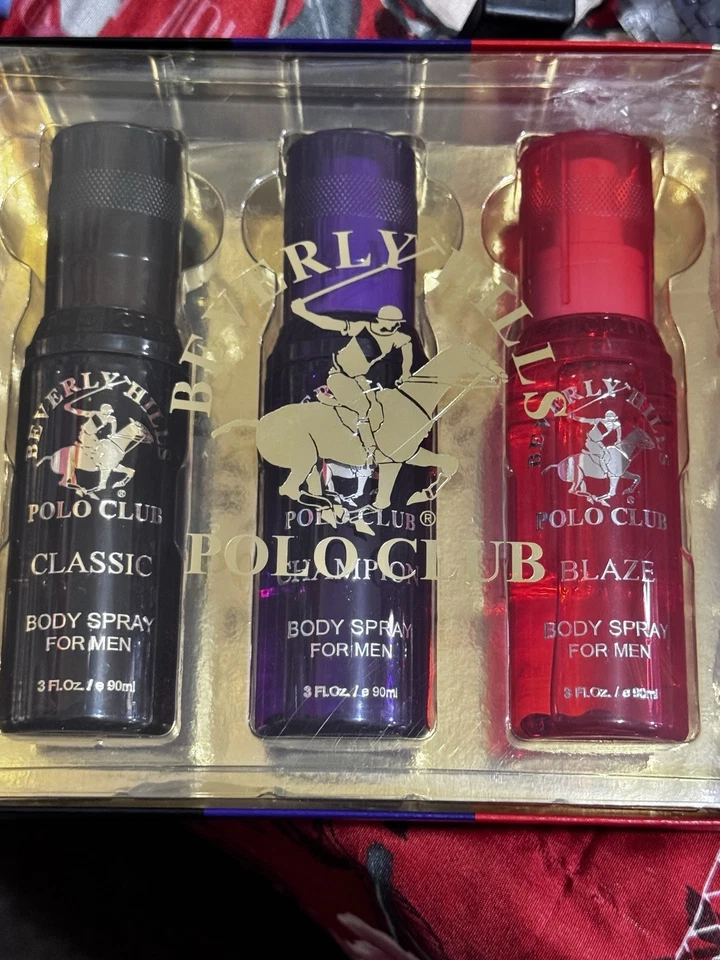 BEVERLY HILLS
POLO CLUB®
BEVERLY HILLS
®
POLO CLUB
CLASSIC
BODY SPRAY
FOR MEN
3 Fl.Oz. / e 90ml
POLO CLUB
CHAMPION
BODY SPRAY
FOR MEN
3 Fl.Oz. / e 90ml
BEVERLY HILLS
®
POLO CLUB
BLAZE
BODY SPRAY
FOR MEN
3 Fl.Oz. / e 90ml